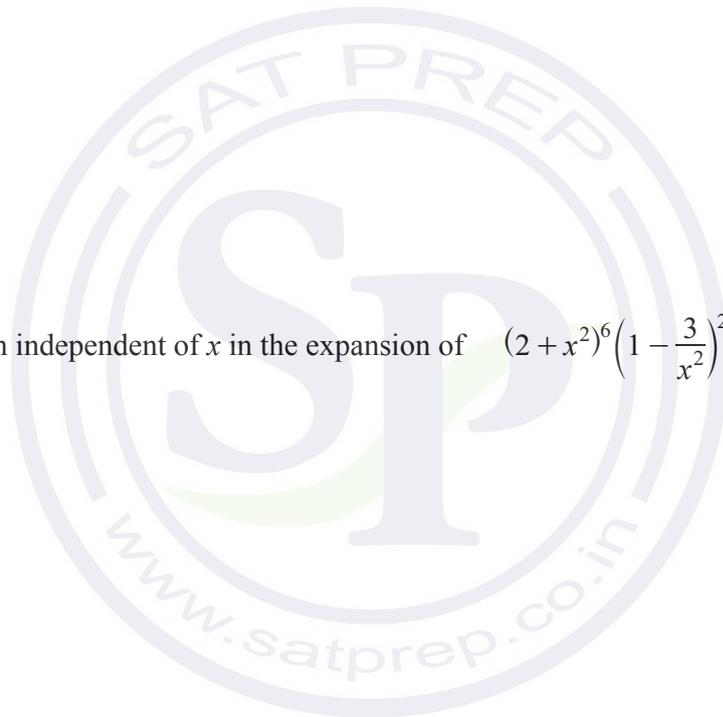 SAT PREP
n independent of x in the expansion of (2 + x²)⁶(1 − 3/x²)²
SP
www.satprep.co.in